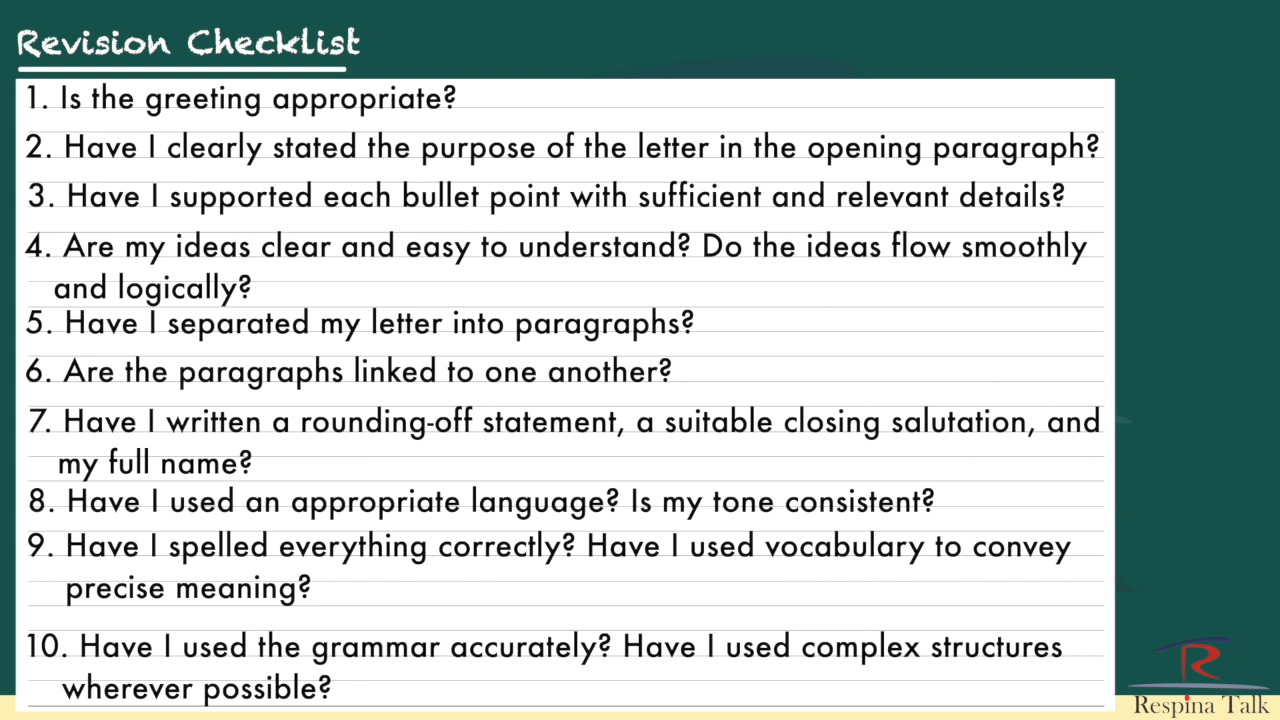 Revision Checklist
1. Is the greeting appropriate?
2. Have I clearly stated the purpose of the letter in the opening paragraph?
3. Have I supported each bullet point with sufficient and relevant details?
4. Are my ideas clear and easy to understand? Do the ideas flow smoothly
and logically?
5. Have I separated my letter into paragraphs?
6. Are the paragraphs linked to one another?
7. Have I written a rounding-off statement, a suitable closing salutation, and
my full name?
8. Have I used an appropriate language? Is my tone consistent?
9. Have I spelled everything correctly? Have I used vocabulary to convey
precise meaning?
10. Have I used the grammar accurately? Have I used complex structures
wherever possible?
Respina Talk